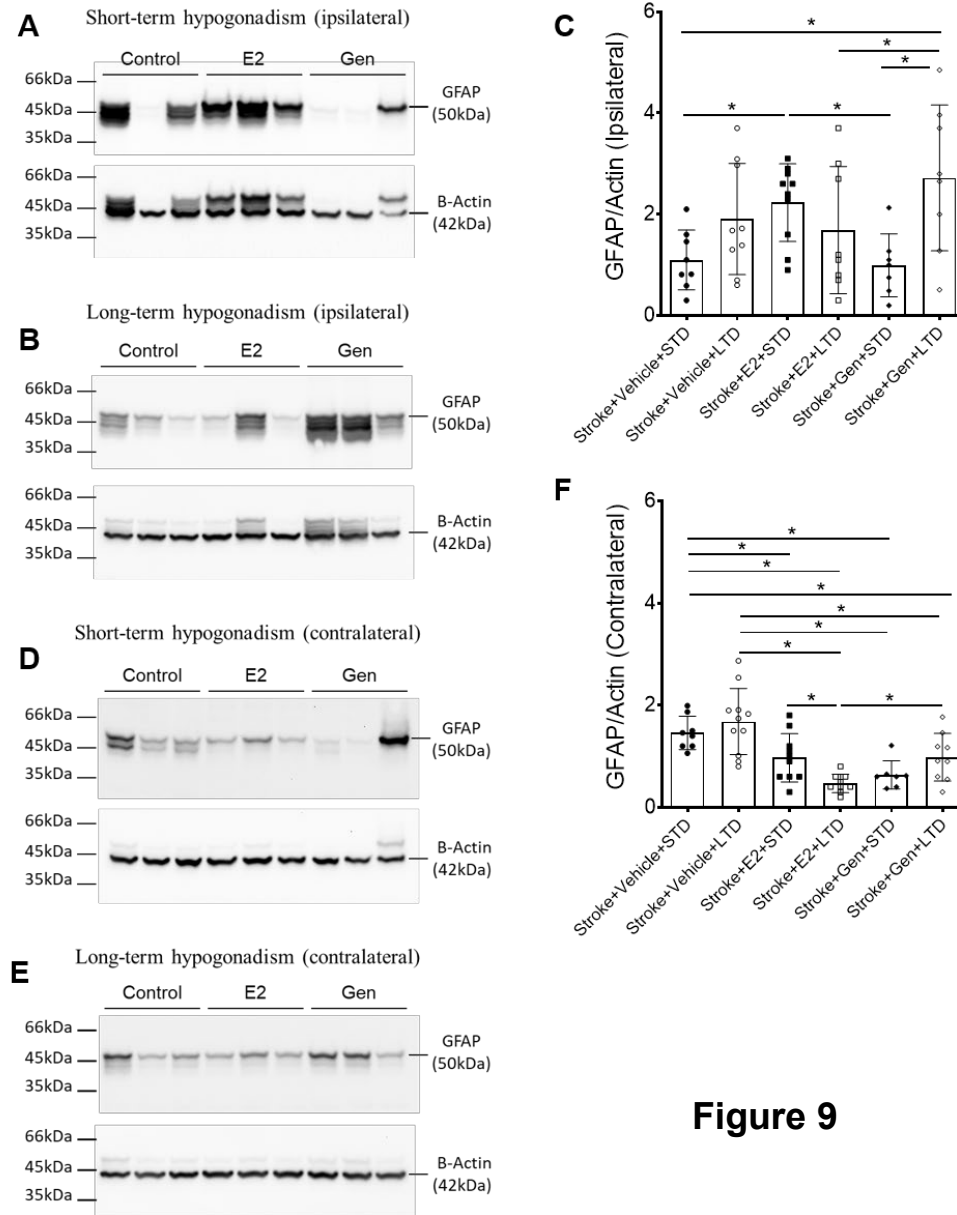 A
Short-term hypogonadism (ipsilateral)
Control E2 Gen
66kDa
45kDa
35kDa
GFAP
(50kDa)
66kDa
45kDa
35kDa
B-Actin
(42kDa)
B
Long-term hypogonadism (ipsilateral)
Control E2 Gen
66kDa
45kDa
35kDa
GFAP
(50kDa)
66kDa
45kDa
35kDa
B-Actin
(42kDa)
C
GFAP/Actin (Ipsilateral)
6
4
2
0
* * * * *
Stroke+Vehicle+STD
Stroke+Vehicle+LTD
Stroke+E2+STD
Stroke+E2+LTD
Stroke+Gen+STD
Stroke+Gen+LTD
D
Short-term hypogonadism (contralateral)
Control E2 Gen
66kDa
45kDa
35kDa
GFAP
(50kDa)
66kDa
45kDa
35kDa
B-Actin
(42kDa)
E
Long-term hypogonadism (contralateral)
Control E2 Gen
66kDa
45kDa
35kDa
GFAP
(50kDa)
66kDa
45kDa
35kDa
B-Actin
(42kDa)
F
GFAP/Actin (Contralateral)
6
4
2
0
* * * * * * * * *
Stroke+Vehicle+STD
Stroke+Vehicle+LTD
Stroke+E2+STD
Stroke+E2+LTD
Stroke+Gen+STD
Stroke+Gen+LTD
Figure 9